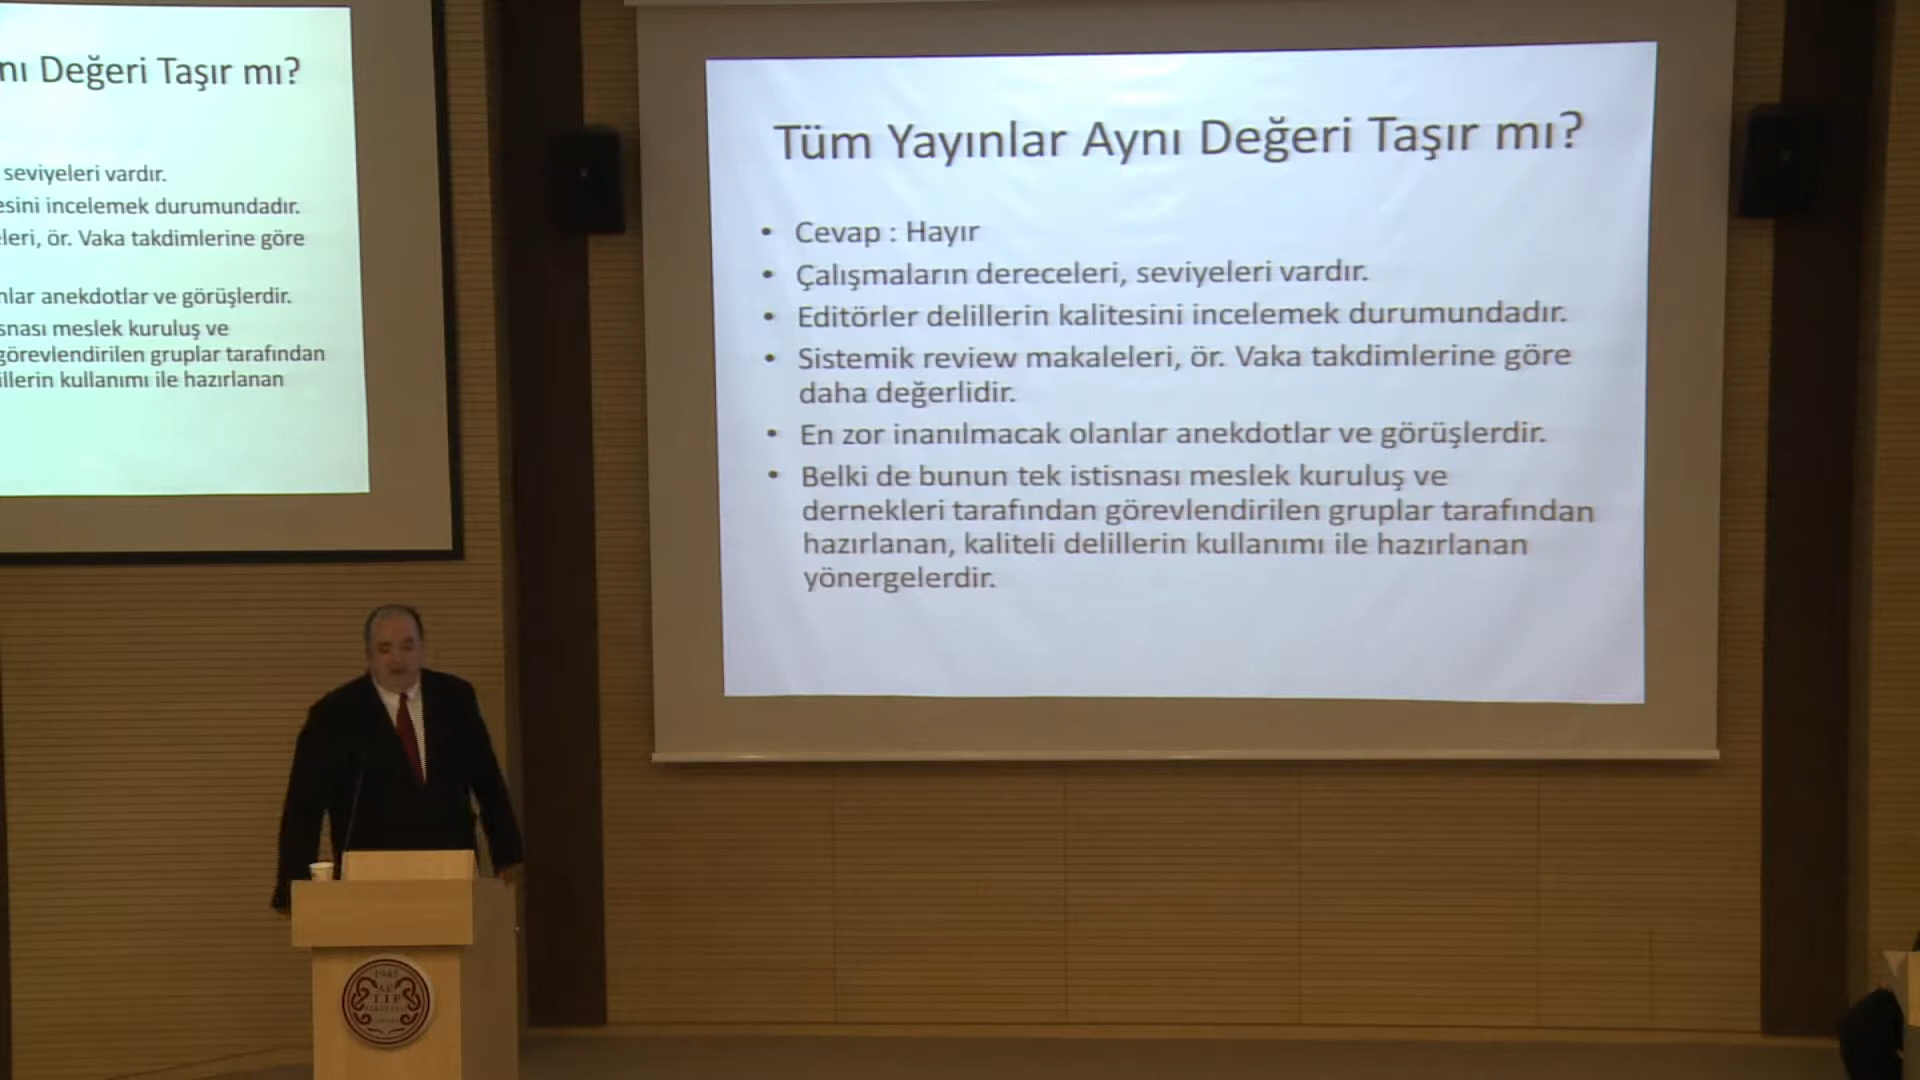 nı Değeri Taşır mı?
seviyeleri vardır.
esini incelemek durumundadır.
leri, ör. Vaka takdimlerine göre
nlar anekdotlar ve görüşlerdir.
snası meslek kuruluş ve
görevlendirilen gruplar tarafından
illerin kullanımı ile hazırlanan
Tüm Yayınlar Aynı Değeri Taşır mı?
• Cevap : Hayır
• Çalışmaların dereceleri, seviyeleri vardır.
• Editörler delillerin kalitesini incelemek durumundadır.
• Sistemik review makaleleri, ör. Vaka takdimlerine göre
daha değerlidir.
• En zor inanılmacak olanlar anekdotlar ve görüşlerdir.
• Belki de bunun tek istisnası meslek kuruluş ve
dernekleri tarafından görevlendirilen gruplar tarafından
hazırlanan, kaliteli delillerin kullanımı ile hazırlanan
yönergelerdir.
1945
TIP